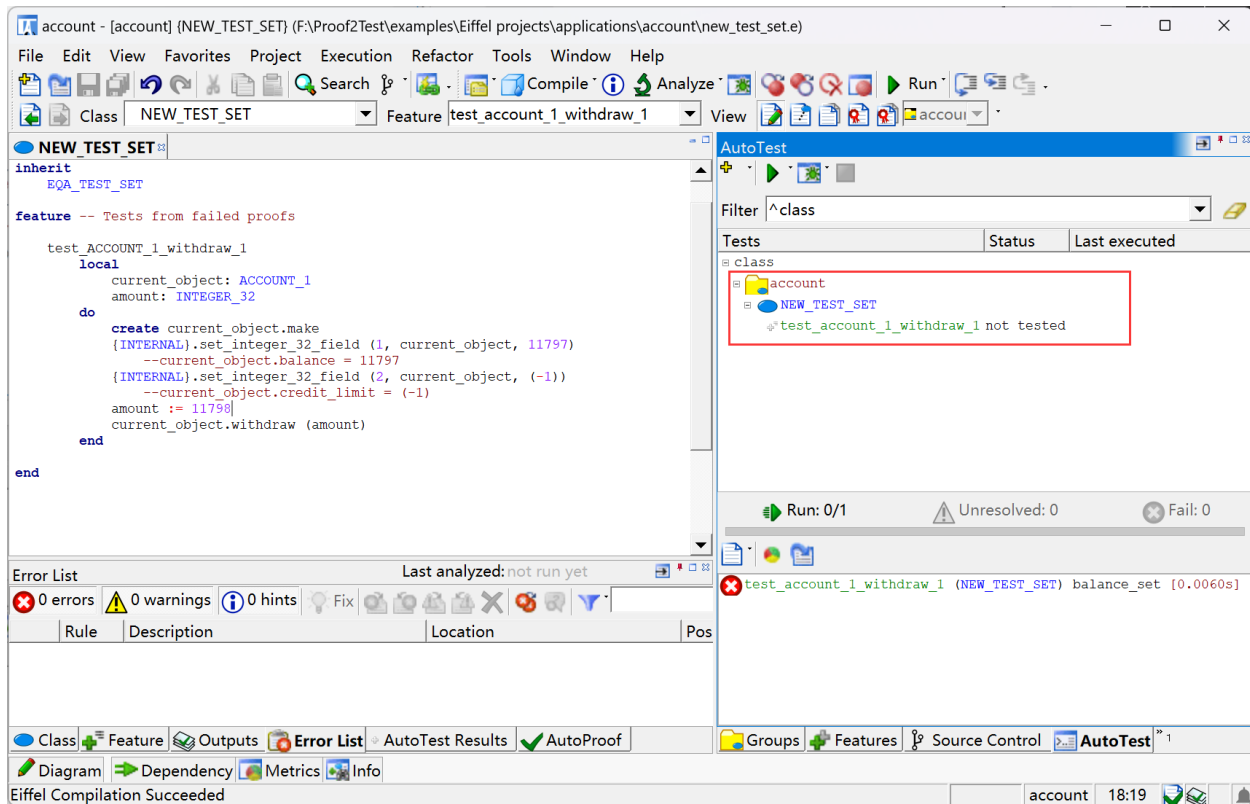 account - [account] {NEW_TEST_SET} (F:\Proof2Test\examples\Eiffel projects\applications\account\new_test_set.e)
File Edit View Favorites Project Execution Refactor Tools Window Help
Search Compile Analyze Run
Class NEW_TEST_SET Feature test_account_1_withdraw_1 View accou
NEW_TEST_SET
inherit
EQA_TEST_SET
feature -- Tests from failed proofs
test_ACCOUNT_1_withdraw_1
local
current_object: ACCOUNT_1
amount: INTEGER_32
do
create current_object.make
{INTERNAL}.set_integer_32_field (1, current_object, 11797)
--current_object.balance = 11797
{INTERNAL}.set_integer_32_field (2, current_object, (-1))
--current_object.credit_limit = (-1)
amount := 11798
current_object.withdraw (amount)
end
end
AutoTest
Filter ^class
Tests Status Last executed
class
account
NEW_TEST_SET
test_account_1_withdraw_1 not tested
Run: 0/1 Unresolved: 0 Fail: 0
test_account_1_withdraw_1 (NEW_TEST_SET) balance_set [0.0060s]
Error List Last analyzed: not run yet
0 errors 0 warnings 0 hints Fix
Rule Description Location Pos
Class Feature Outputs Error List AutoTest Results AutoProof
Groups Features Source Control AutoTest » 1
Diagram Dependency Metrics Info
Eiffel Compilation Succeeded account 18:19